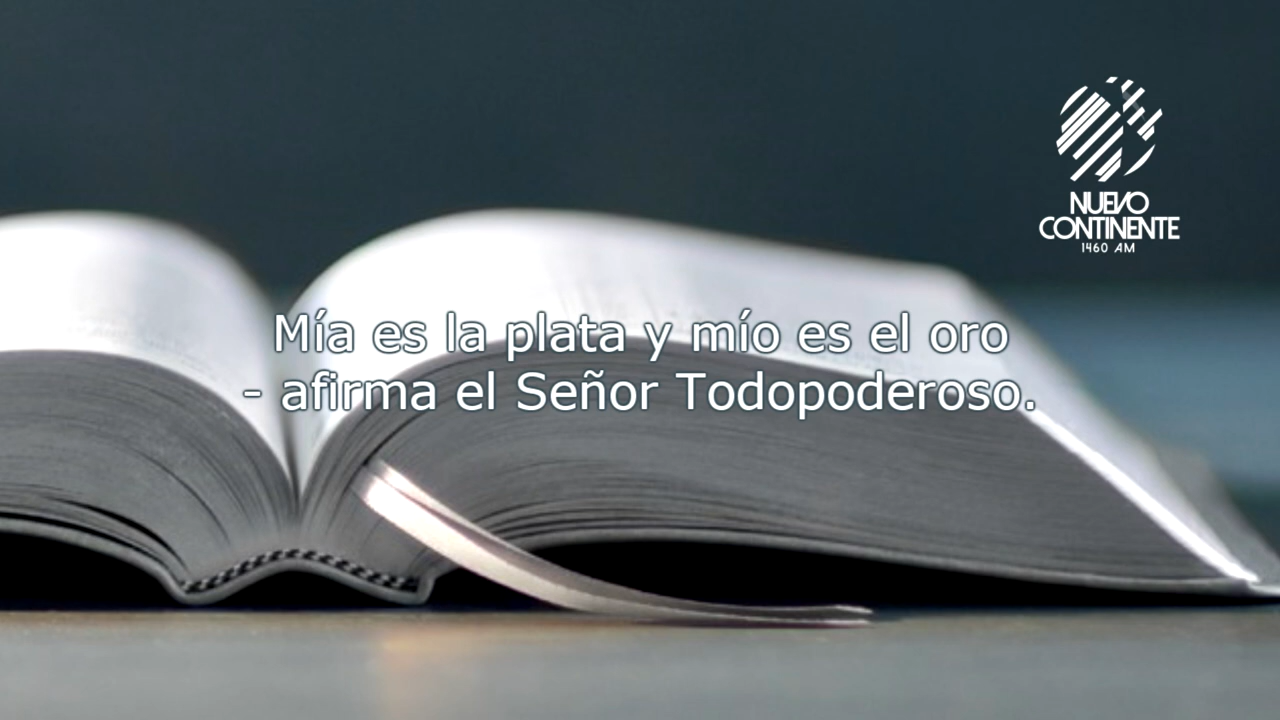 NUEVO
CONTINENTE
1460 AM
Mía es la plata y mío es el oro
- afirma el Señor Todopoderoso.